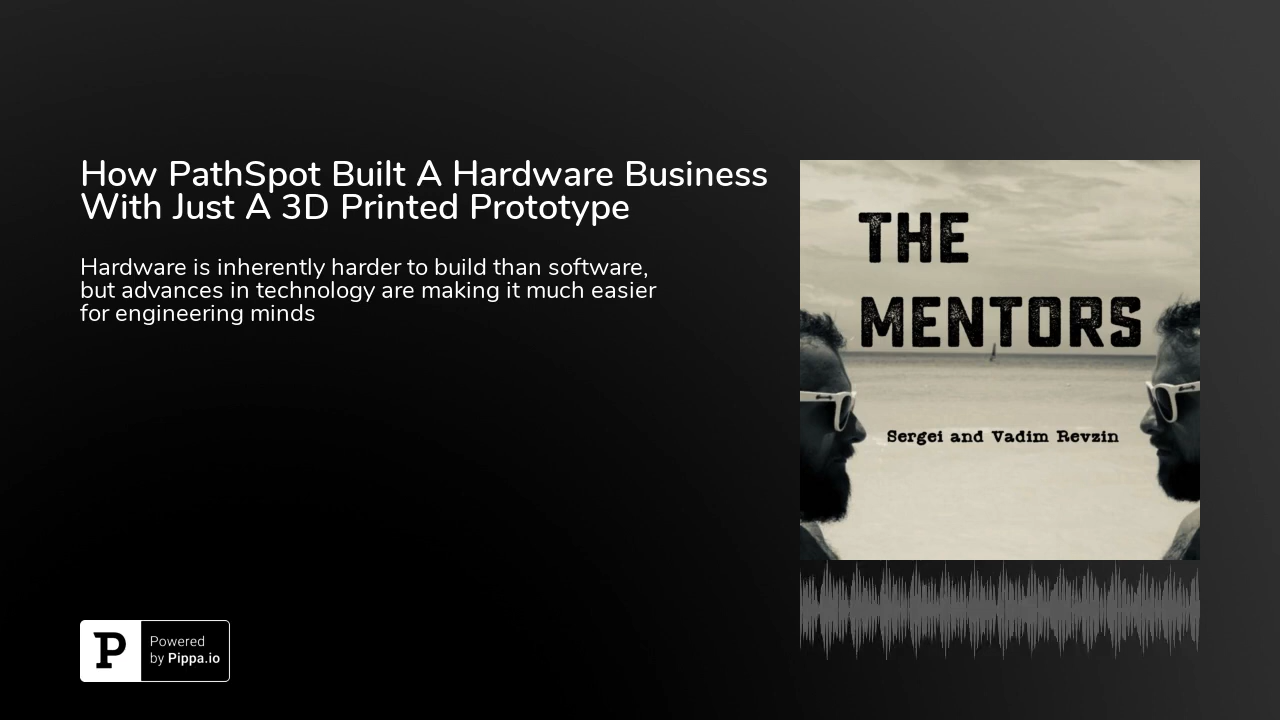 How PathSpot Built A Hardware Business
With Just A 3D Printed Prototype
Hardware is inherently harder to build than software,
but advances in technology are making it much easier
for engineering minds
THE
MENTORS
Sergei and Vadim Revzin
P
Powered
by Pippa.io